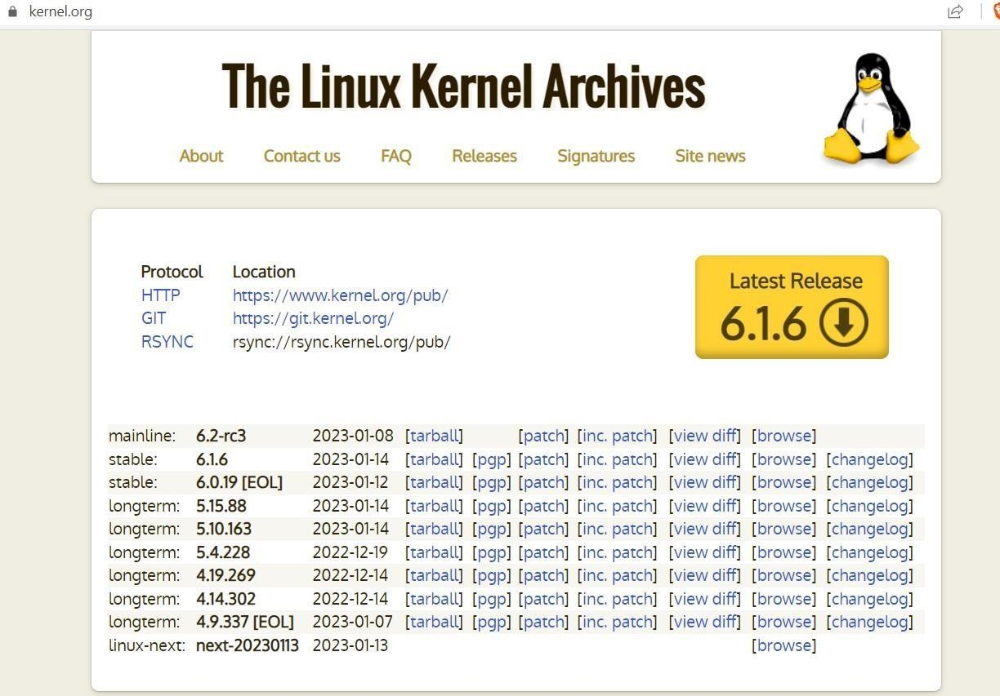 kernel.org
The Linux Kernel Archives
About Contact us FAQ Releases Signatures Site news
Protocol Location
HTTP https://www.kernel.org/pub/
GIT https://git.kernel.org/
RSYNC rsync://rsync.kernel.org/pub/
Latest Release
6.1.6
mainline: 6.2-rc3 2023-01-08 [tarball] [patch] [inc. patch] [view diff] [browse]
stable: 6.1.6 2023-01-14 [tarball] [pgp] [patch] [inc. patch] [view diff] [browse] [changelog]
stable: 6.0.19 [EOL] 2023-01-12 [tarball] [pgp] [patch] [inc. patch] [view diff] [browse] [changelog]
longterm: 5.15.88 2023-01-14 [tarball] [pgp] [patch] [inc. patch] [view diff] [browse] [changelog]
longterm: 5.10.163 2023-01-14 [tarball] [pgp] [patch] [inc. patch] [view diff] [browse] [changelog]
longterm: 5.4.228 2022-12-19 [tarball] [pgp] [patch] [inc. patch] [view diff] [browse] [changelog]
longterm: 4.19.269 2022-12-14 [tarball] [pgp] [patch] [inc. patch] [view diff] [browse] [changelog]
longterm: 4.14.302 2022-12-14 [tarball] [pgp] [patch] [inc. patch] [view diff] [browse] [changelog]
longterm: 4.9.337 [EOL] 2023-01-07 [tarball] [pgp] [patch] [inc. patch] [view diff] [browse] [changelog]
linux-next: next-20230113 2023-01-13 [browse]